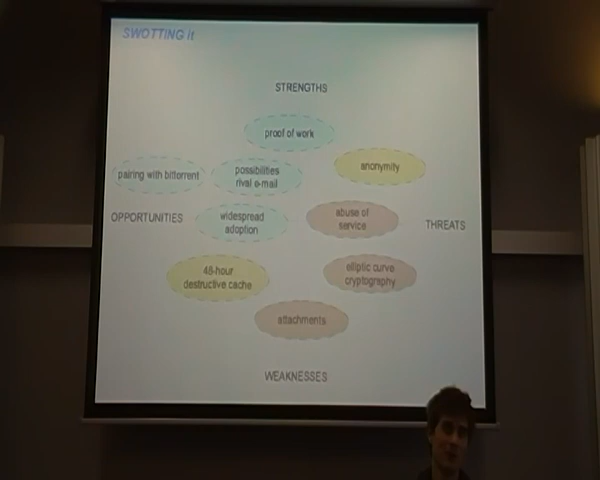 SWOTTING it
STRENGTHS
proof of work
anonymity
pairing with bittorrent
possibilities
rival e-mail
OPPORTUNITIES
widespread
adoption
abuse of
service
THREATS
48-hour
destructive cache
elliptic curve
cryptography
attachments
WEAKNESSES